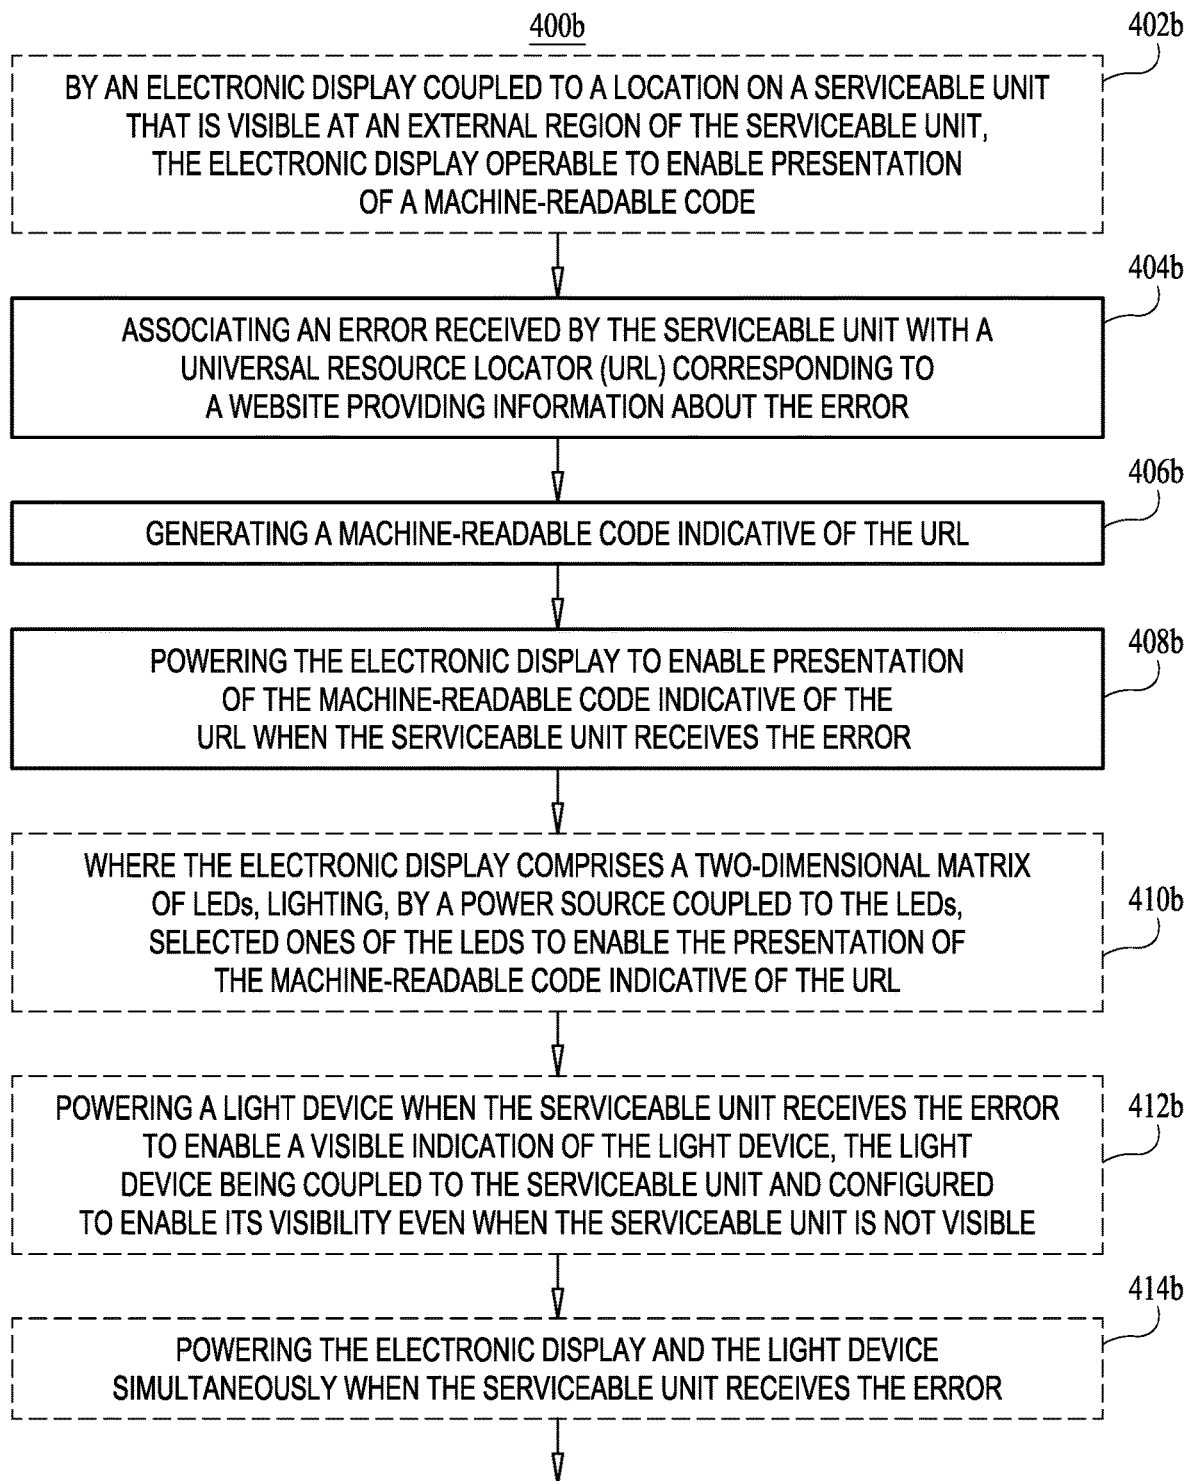 400b
402b
BY AN ELECTRONIC DISPLAY COUPLED TO A LOCATION ON A SERVICEABLE UNIT
THAT IS VISIBLE AT AN EXTERNAL REGION OF THE SERVICEABLE UNIT,
THE ELECTRONIC DISPLAY OPERABLE TO ENABLE PRESENTATION
OF A MACHINE-READABLE CODE
404b
ASSOCIATING AN ERROR RECEIVED BY THE SERVICEABLE UNIT WITH A
UNIVERSAL RESOURCE LOCATOR (URL) CORRESPONDING TO
A WEBSITE PROVIDING INFORMATION ABOUT THE ERROR
406b
GENERATING A MACHINE-READABLE CODE INDICATIVE OF THE URL
408b
POWERING THE ELECTRONIC DISPLAY TO ENABLE PRESENTATION
OF THE MACHINE-READABLE CODE INDICATIVE OF THE
URL WHEN THE SERVICEABLE UNIT RECEIVES THE ERROR
410b
WHERE THE ELECTRONIC DISPLAY COMPRISES A TWO-DIMENSIONAL MATRIX
OF LEDs, LIGHTING, BY A POWER SOURCE COUPLED TO THE LEDs,
SELECTED ONES OF THE LEDS TO ENABLE THE PRESENTATION OF
THE MACHINE-READABLE CODE INDICATIVE OF THE URL
412b
POWERING A LIGHT DEVICE WHEN THE SERVICEABLE UNIT RECEIVES THE ERROR
TO ENABLE A VISIBLE INDICATION OF THE LIGHT DEVICE, THE LIGHT
DEVICE BEING COUPLED TO THE SERVICEABLE UNIT AND CONFIGURED
TO ENABLE ITS VISIBILITY EVEN WHEN THE SERVICEABLE UNIT IS NOT VISIBLE
414b
POWERING THE ELECTRONIC DISPLAY AND THE LIGHT DEVICE
SIMULTANEOUSLY WHEN THE SERVICEABLE UNIT RECEIVES THE ERROR